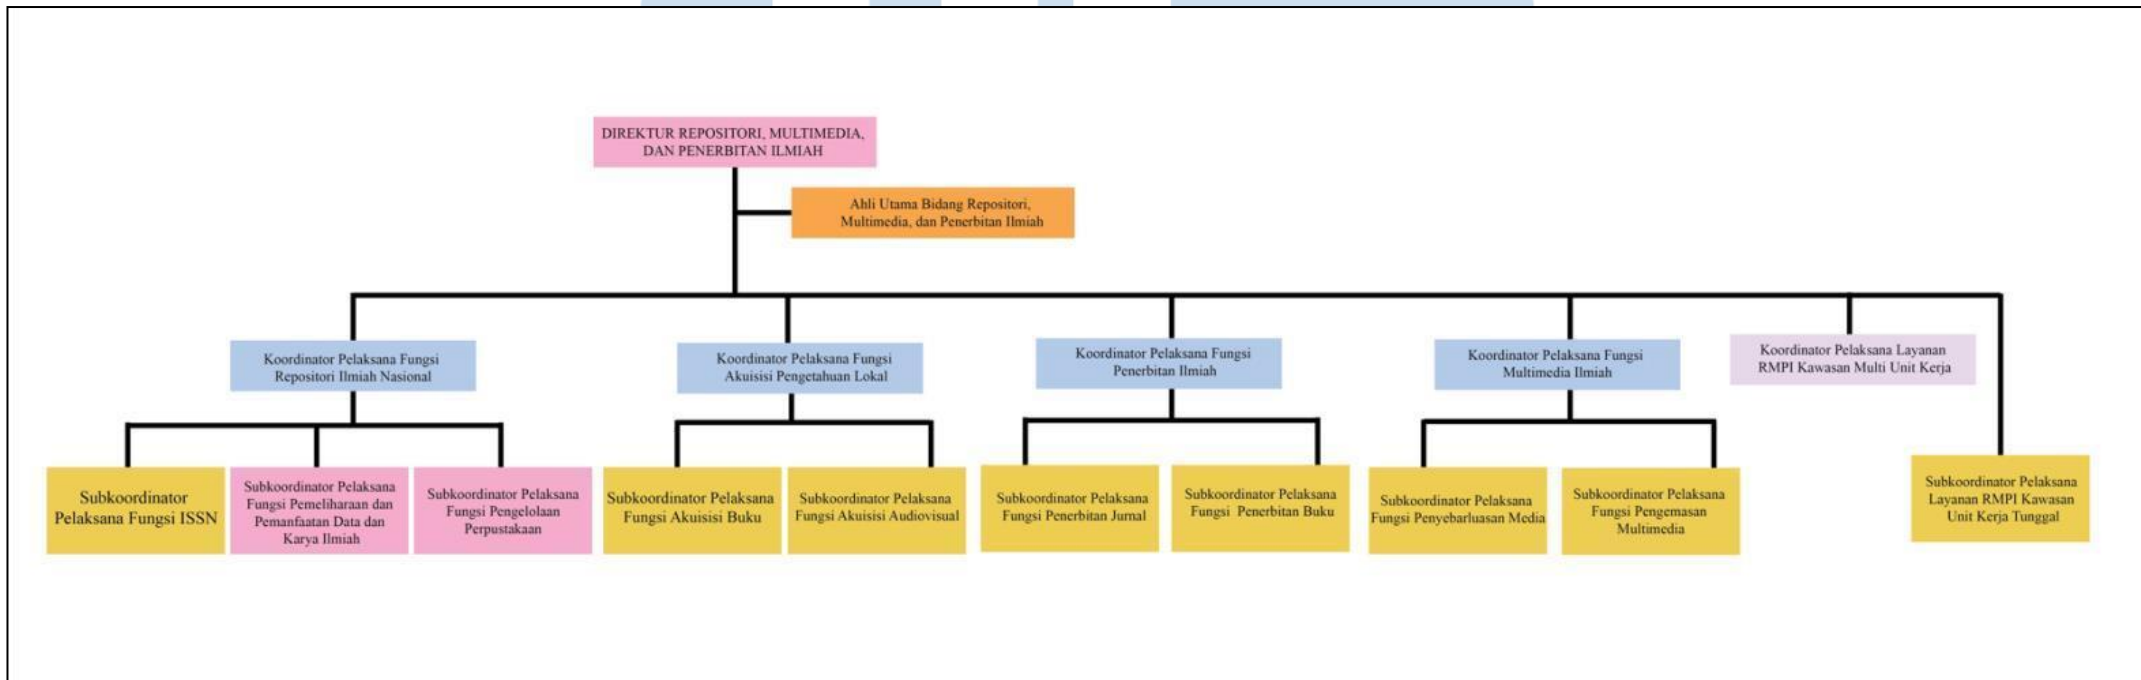 DIREKTUR REPOSITORI, MULTIMEDIA,
DAN PENERBITAN ILMIAH
Ahli Utama Bidang Repositori,
Multimedia, dan Penerbitan Ilmiah
Koordinator Pelaksana Fungsi
Repositori Ilmiah Nasional
Koordinator Pelaksana Fungsi
Akuisisi Pengetahuan Lokal
Koordinator Pelaksana Fungsi
Penerbitan Ilmiah
Koordinator Pelaksana Fungsi
Multimedia Ilmiah
Koordinator Pelaksana Layanan
RMPI Kawasan Multi Unit Kerja
Subkoordinator
Pelaksana Fungsi ISSN
Subkoordinator Pelaksana
Fungsi Pemeliharaan dan
Pemanfaatan Data dan
Karya Ilmiah
Subkoordinator Pelaksana
Fungsi Pengelolaan
Perpustakaan
Subkoordinator Pelaksana
Fungsi Akuisisi Buku
Subkoordinator Pelaksana
Fungsi Akuisisi Audiovisual
Subkoordinator Pelaksana
Fungsi Penerbitan Jurnal
Subkoordinator Pelaksana
Fungsi Penerbitan Buku
Subkoordinator Pelaksana
Fungsi Penyebarluasan Media
Subkoordinator Pelaksana
Fungsi Pengemasan
Multimedia
Subkoordinator Pelaksana
Layanan RMPI Kawasan
Unit Kerja Tunggal